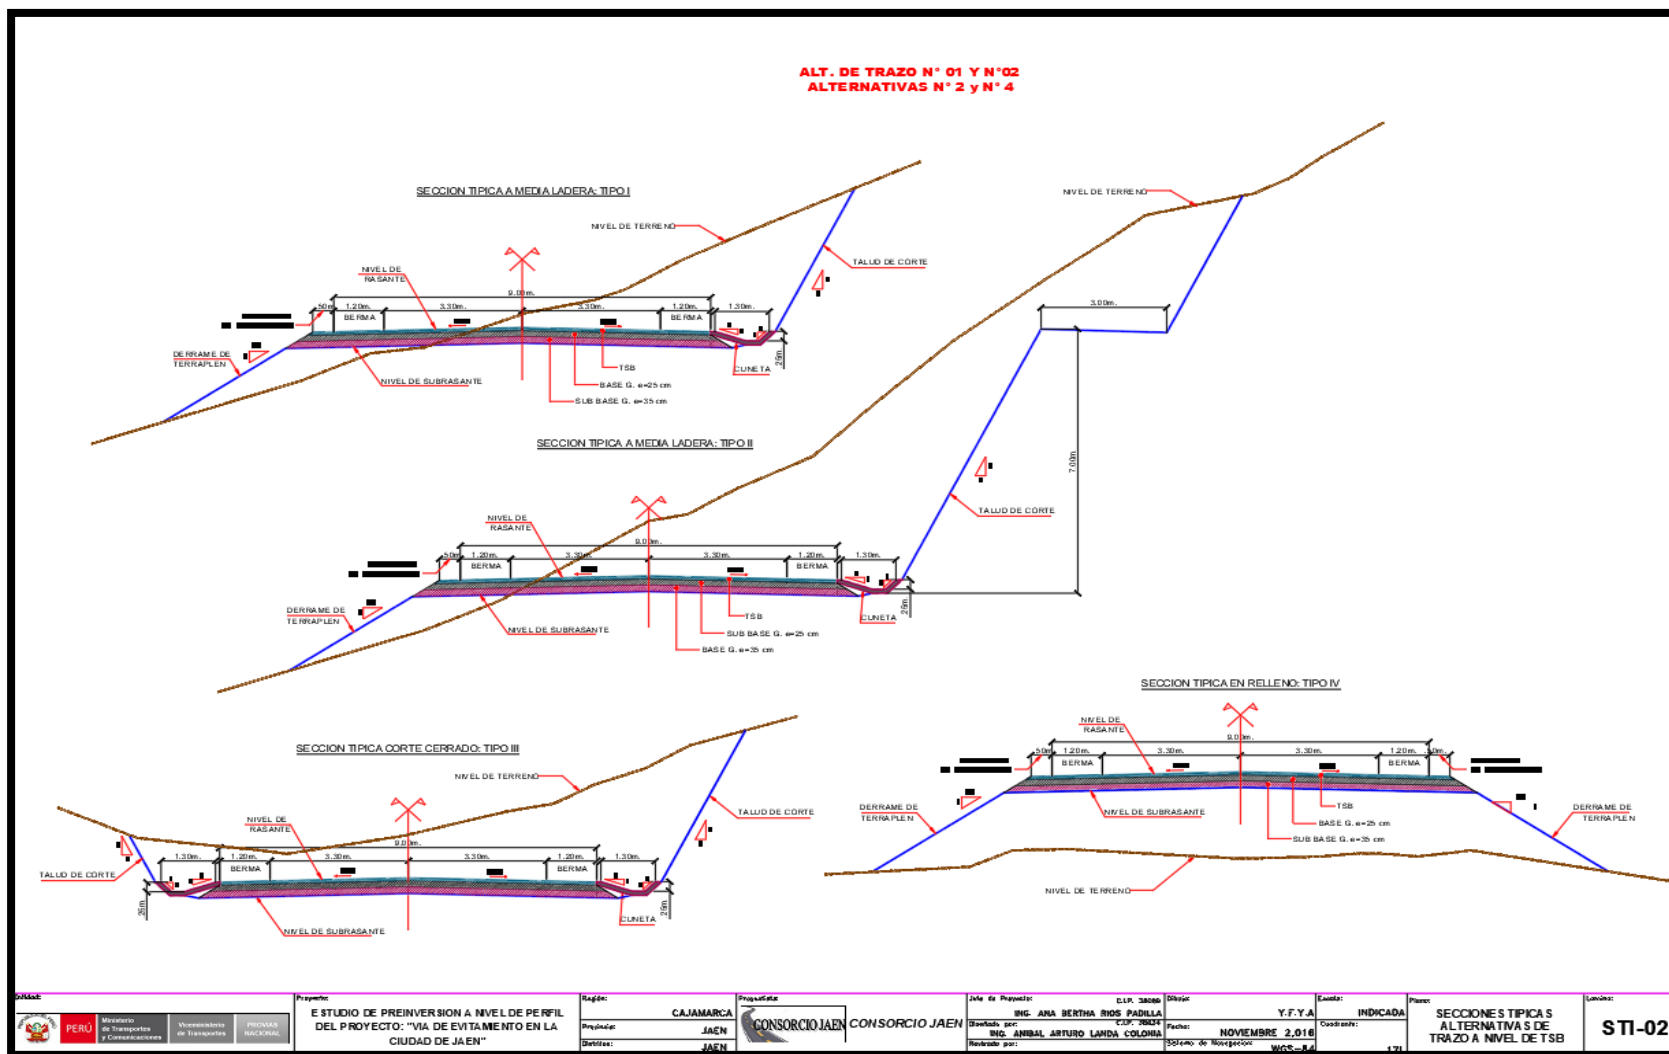 ALT. DE TRAZO N° 01 Y N°02
ALTERNATIVAS N° 2 y N° 4
SECCION TIPICA A MEDIA LADERA: TIPO I
NIVEL DE TERRENO
NIVEL DE
RASANTE
TALUD DE CORTE
9.00m.
.50m
1.20m.
3.30m.
3.30m.
1.20m.
1.30m.
BERMA
BERMA
DERRAME DE
TERRAPLEN
NIVEL DE SUBRASANTE
TSB
CUNETA
.25m.
BASE G. e=25 cm
SUB BASE G. e=35 cm
SECCION TIPICA A MEDIA LADERA: TIPO II
NIVEL DE TERRENO
3.00m.
7.00m.
TALUD DE CORTE
NIVEL DE
RASANTE
9.00m.
.50m
1.20m.
3.30m.
3.30m.
1.20m.
1.30m.
BERMA
BERMA
DERRAME DE
TERRAPLEN
NIVEL DE SUBRASANTE
TSB
CUNETA
.25m.
SUB BASE G. e=25 cm
BASE G. e=35 cm
SECCION TIPICA CORTE CERRADO: TIPO III
NIVEL DE TERRENO
TALUD DE CORTE
NIVEL DE
RASANTE
9.00m.
1.30m.
1.20m.
3.30m.
3.30m.
1.20m.
1.30m.
BERMA
BERMA
TALUD DE CORTE
.25m.
.25m.
CUNETA
NIVEL DE SUBRASANTE
SECCION TIPICA EN RELLENO: TIPO IV
NIVEL DE
RASANTE
9.00m.
.50m
1.20m.
3.30m.
3.30m.
1.20m.
.50m.
BERMA
BERMA
DERRAME DE
TERRAPLEN
NIVEL DE SUBRASANTE
TSB
DERRAME DE
TERRAPLEN
BASE G. e=25 cm
SUB BASE G. e=35 cm
NIVEL DE TERRENO
Entidad:
PERÚ
Ministerio
de Transportes
y Comunicaciones
Viceministerio
de Transportes
PROVIAS
NACIONAL
Proyecto:
ESTUDIO DE PREINVERSION A NIVEL DE PERFIL
DEL PROYECTO: "VIA DE EVITAMIENTO EN LA
CIUDAD DE JAEN"
Región:
CAJAMARCA
Provincia:
JAEN
Distrito:
JAEN
Proyectista:
CONSORCIO JAEN
CONSORCIO JAEN
Jefe de Proyecto:
ING. ANA BERTHA RIOS PADILLA
Diseñado por:
ING. ANIBAL ARTURO LANDA COLONIA
Revisado por:
Dibujo:
Y.F.Y.A
Fecha:
NOVIEMBRE 2,016
Sistema de Navegacion:
WGS-84
Escala:
INDICADA
Cuadrante:
17L
Plano:
SECCIONES TIPICAS
ALTERNATIVAS DE
TRAZO A NIVEL DE TSB
Lamina:
STI-02